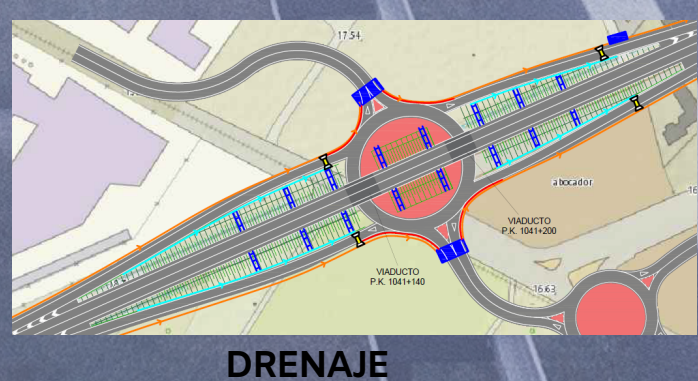 17.54
abocador
VIADUCTO
P.K. 1041+200
VIADUCTO
P.K. 1041+140
16.63
DRENAJE